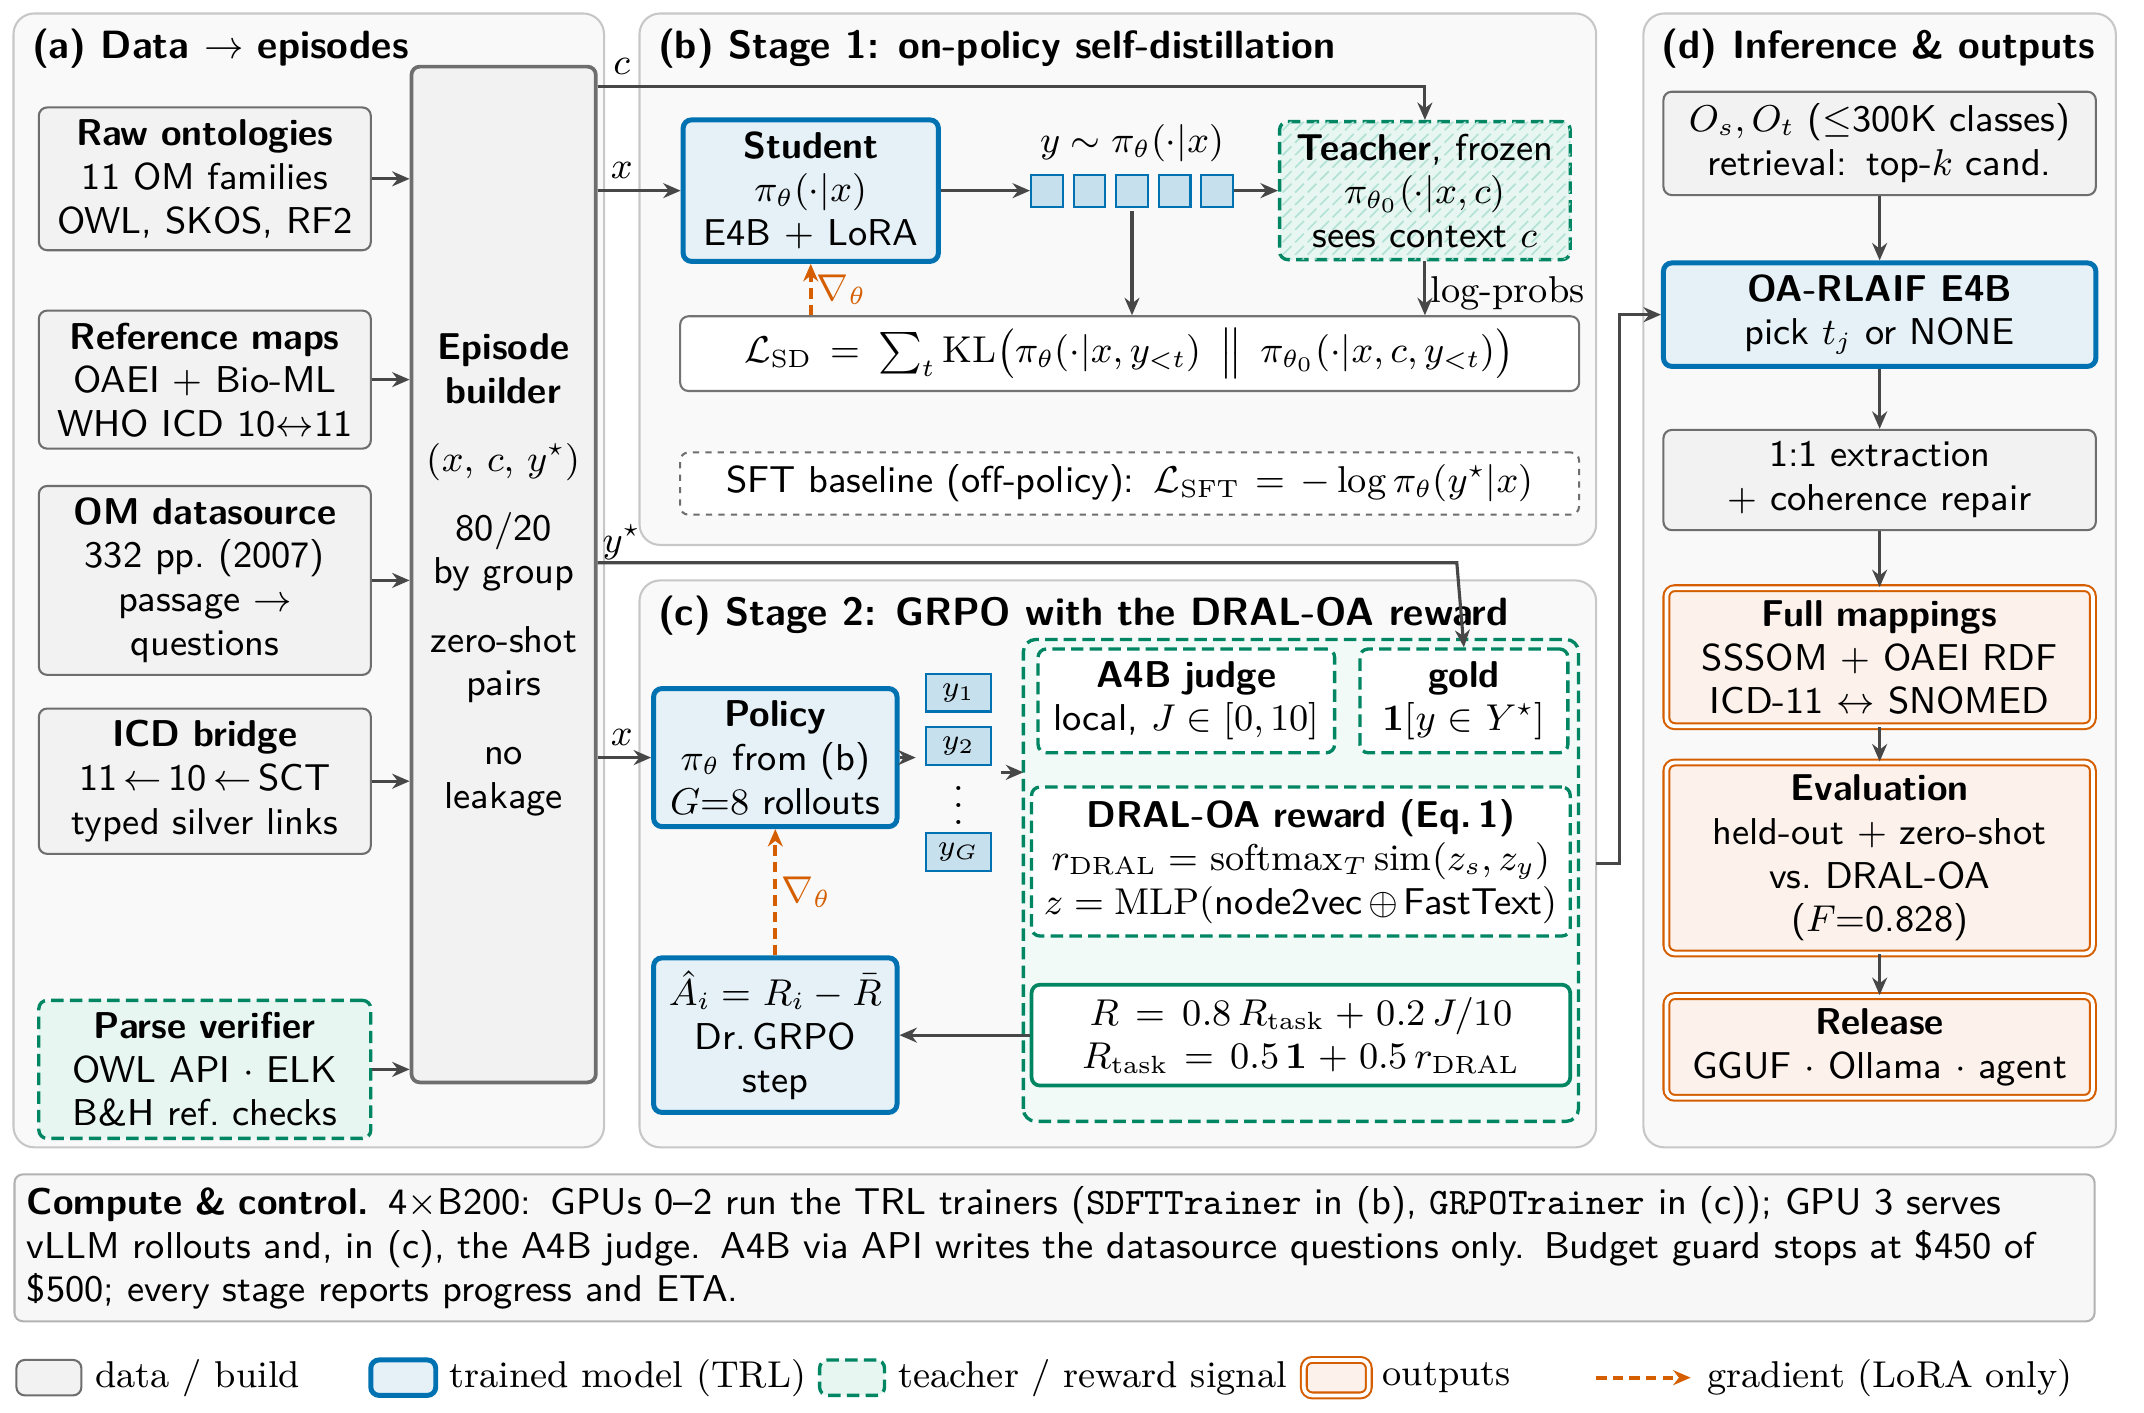 (a) Data → episodes
Raw ontologies
11 OM families
OWL, SKOS, RF2
Reference maps
OAEI + Bio-ML
WHO ICD 10↔11
OM datasource
332 pp. (2007)
passage →
questions
ICD bridge
11←10←SCT
typed silver links
Parse verifier
OWL API · ELK
B&H ref. checks
Episode
builder
(x, c, y⋆)
80/20
by group
zero-shot
pairs
no
leakage
c
x
y⋆
x
(b) Stage 1: on-policy self-distillation
Student
πθ(·|x)
E4B + LoRA
y ∼ πθ(·|x)
Teacher, frozen
πθ0(·|x, c)
sees context c
∇θ
log-probs
ℒSD = ∑t KL(πθ(·|x, y<t) ‖ πθ0(·|x, c, y<t))
SFT baseline (off-policy): ℒSFT = − log πθ(y⋆|x)
(c) Stage 2: GRPO with the DRAL-OA reward
Policy
πθ from (b)
G=8 rollouts
y1
y2
⋮
yG
A4B judge
local, J ∈ [0, 10]
gold
1[y ∈ Y⋆]
DRAL-OA reward (Eq. 1)
rDRAL = softmaxT sim(zs, zy)
z = MLP(node2vec ⊕ FastText)
∇θ
Âi = Ri − R̄
Dr. GRPO
step
R = 0.8 Rtask + 0.2 J/10
Rtask = 0.5 1 + 0.5 rDRAL
(d) Inference & outputs
Os, Ot (≤300K classes)
retrieval: top-k cand.
OA-RLAIF E4B
pick tj or NONE
1:1 extraction
+ coherence repair
Full mappings
SSSOM + OAEI RDF
ICD-11 ↔ SNOMED
Evaluation
held-out + zero-shot
vs. DRAL-OA
(F=0.828)
Release
GGUF · Ollama · agent
Compute & control. 4×B200: GPUs 0–2 run the TRL trainers (SDFTTrainer in (b), GRPOTrainer in (c)); GPU 3 serves
vLLM rollouts and, in (c), the A4B judge. A4B via API writes the datasource questions only. Budget guard stops at $450 of
$500; every stage reports progress and ETA.
data / build
trained model (TRL)
teacher / reward signal
outputs
gradient (LoRA only)